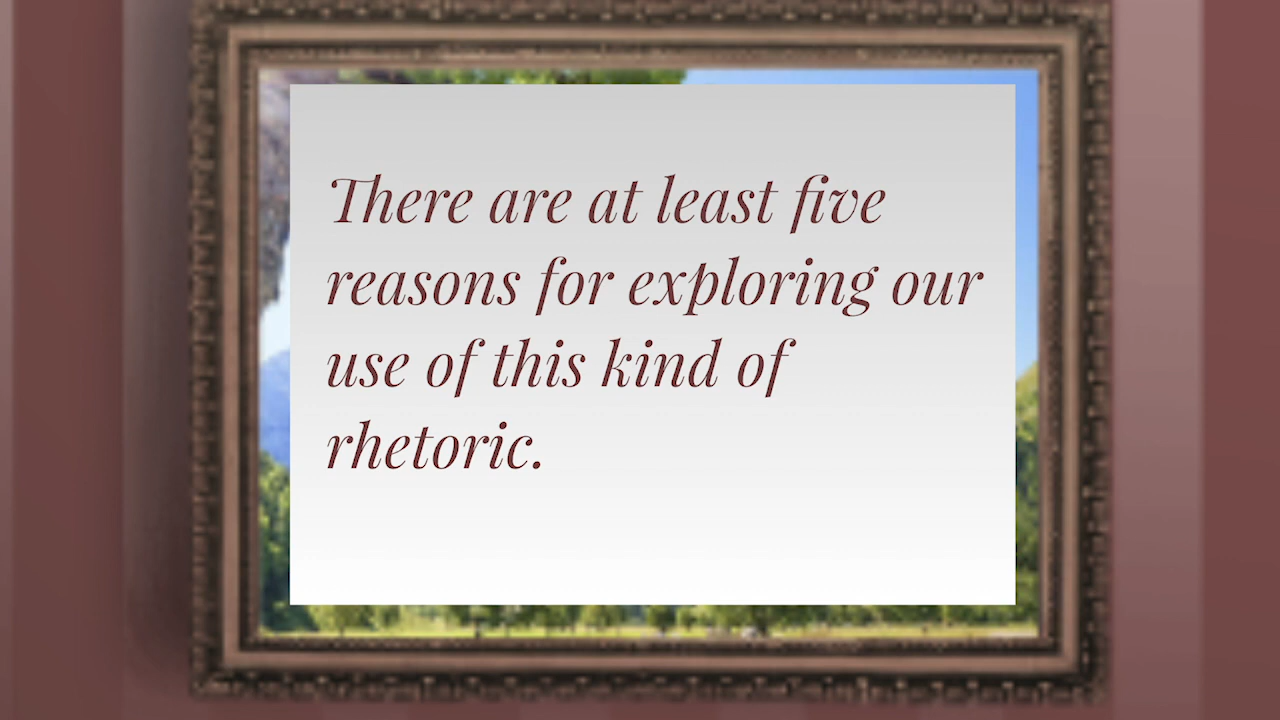 There are at least five
reasons for exploring our
use of this kind of
rhetoric.